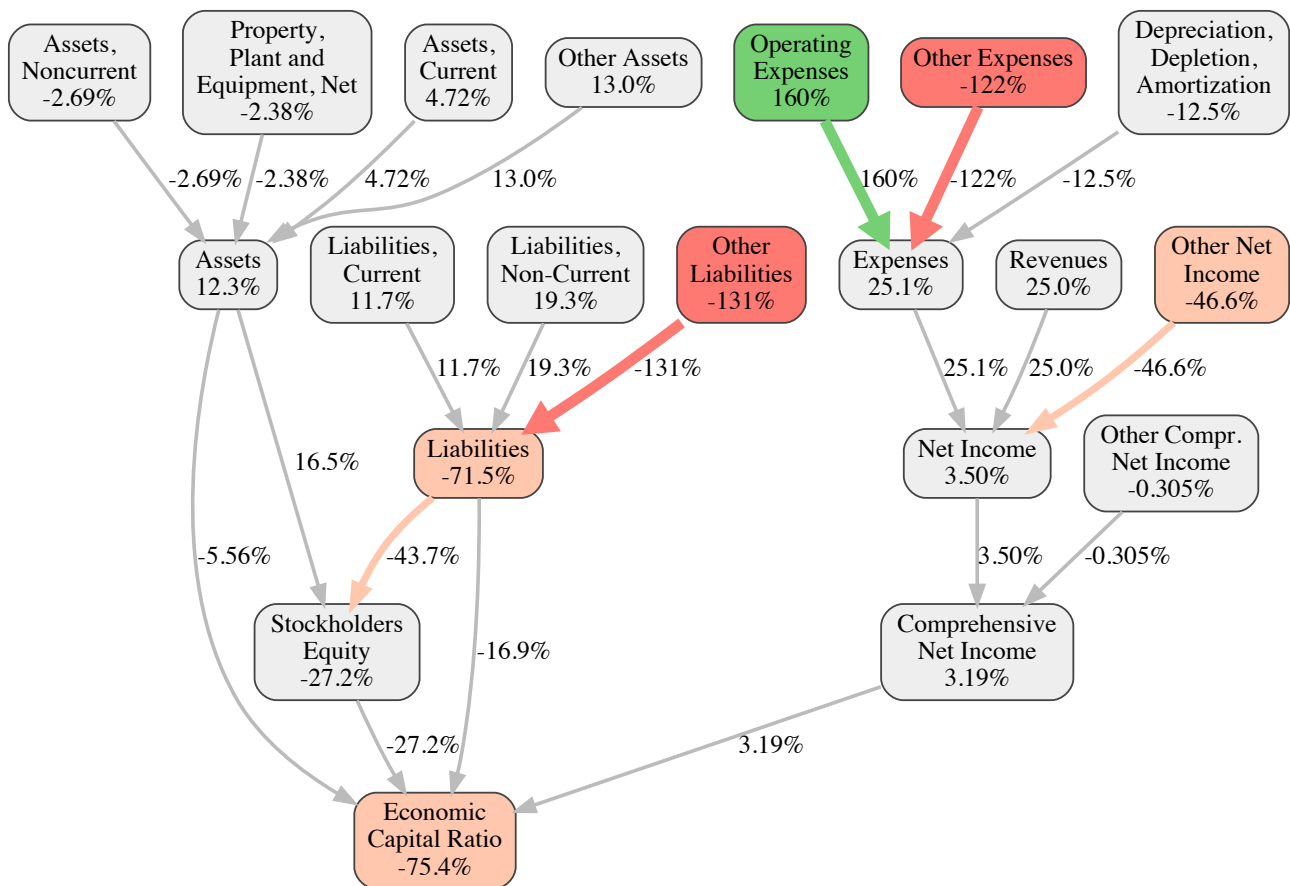 Assets,
Noncurrent
-2.69%
Property,
Plant and
Equipment, Net
-2.38%
Assets,
Current
4.72%
Other Assets
13.0%
Operating
Expenses
160%
Other Expenses
-122%
Depreciation,
Depletion,
Amortization
-12.5%
-2.69%
-2.38%
4.72%
13.0%
160%
-122%
-12.5%
Assets
12.3%
Liabilities,
Current
11.7%
Liabilities,
Non-Current
19.3%
Other
Liabilities
-131%
Expenses
25.1%
Revenues
25.0%
Other Net
Income
-46.6%
11.7%
19.3%
-131%
25.1%
25.0%
-46.6%
Liabilities
-71.5%
Net Income
3.50%
Other Compr.
Net Income
-0.305%
16.5%
-5.56%
-43.7%
3.50%
-0.305%
Stockholders
Equity
-27.2%
-16.9%
Comprehensive
Net Income
3.19%
-27.2%
3.19%
Economic
Capital Ratio
-75.4%